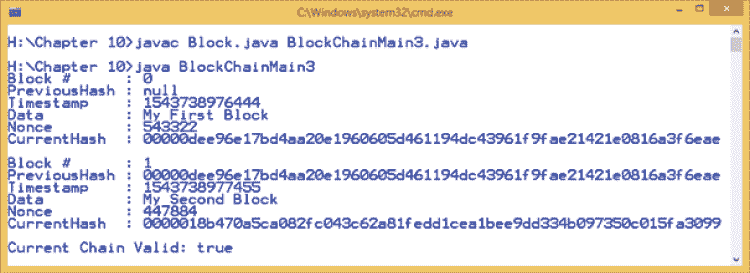 C:\Windows\system32\cmd.exe
H:\Chapter 10>javac Block.java BlockChainMain3.java
H:\Chapter 10>java BlockChainMain3
Block # : 0
PreviousHash : null
Timestamp : 1543738976444
Data : My First Block
Nonce : 543322
CurrentHash : 00000dee96e17bd4aa20e1960605d461194dc43961f9fae21421e0816a3f6eae
Block # : 1
PreviousHash : 00000dee96e17bd4aa20e1960605d461194dc43961f9fae21421e0816a3f6eae
Timestamp : 1543738977455
Data : My Second Block
Nonce : 447884
CurrentHash : 0000018b470a5ca082fc043c62a81fedd1cea1bee9dd334b097350c015fa3099
Current Chain Valid: true